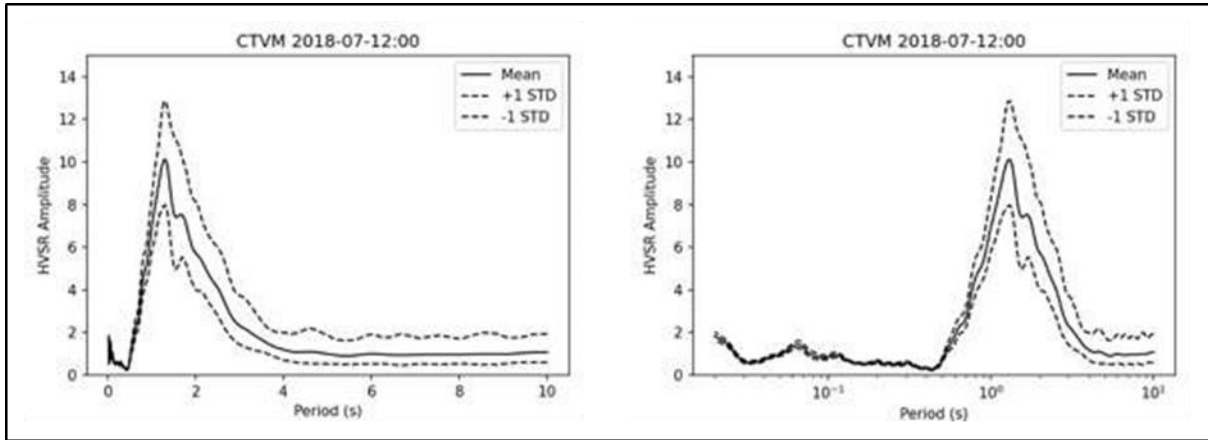 CTVM 2018-07-12:00
14
12
10
8
6
4
2
0
HVSR Amplitude
Mean
+1 STD
-1 STD
0 2 4 6 8 10
Period (s)
CTVM 2018-07-12:00
14
12
10
8
6
4
2
0
HVSR Amplitude
Mean
+1 STD
-1 STD
10⁻¹ 10⁰ 10¹
Period (s)